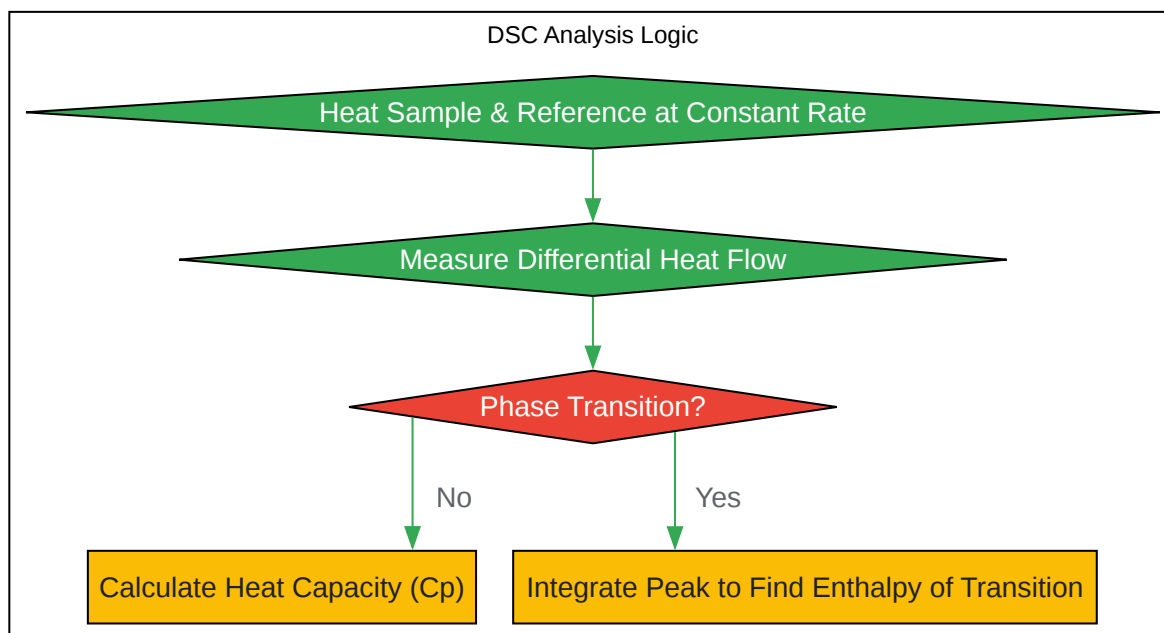 DSC Analysis Logic
Heat Sample & Reference at Constant Rate
Measure Differential Heat Flow
Phase Transition?
No
Yes
Calculate Heat Capacity (Cp)
Integrate Peak to Find Enthalpy of Transition